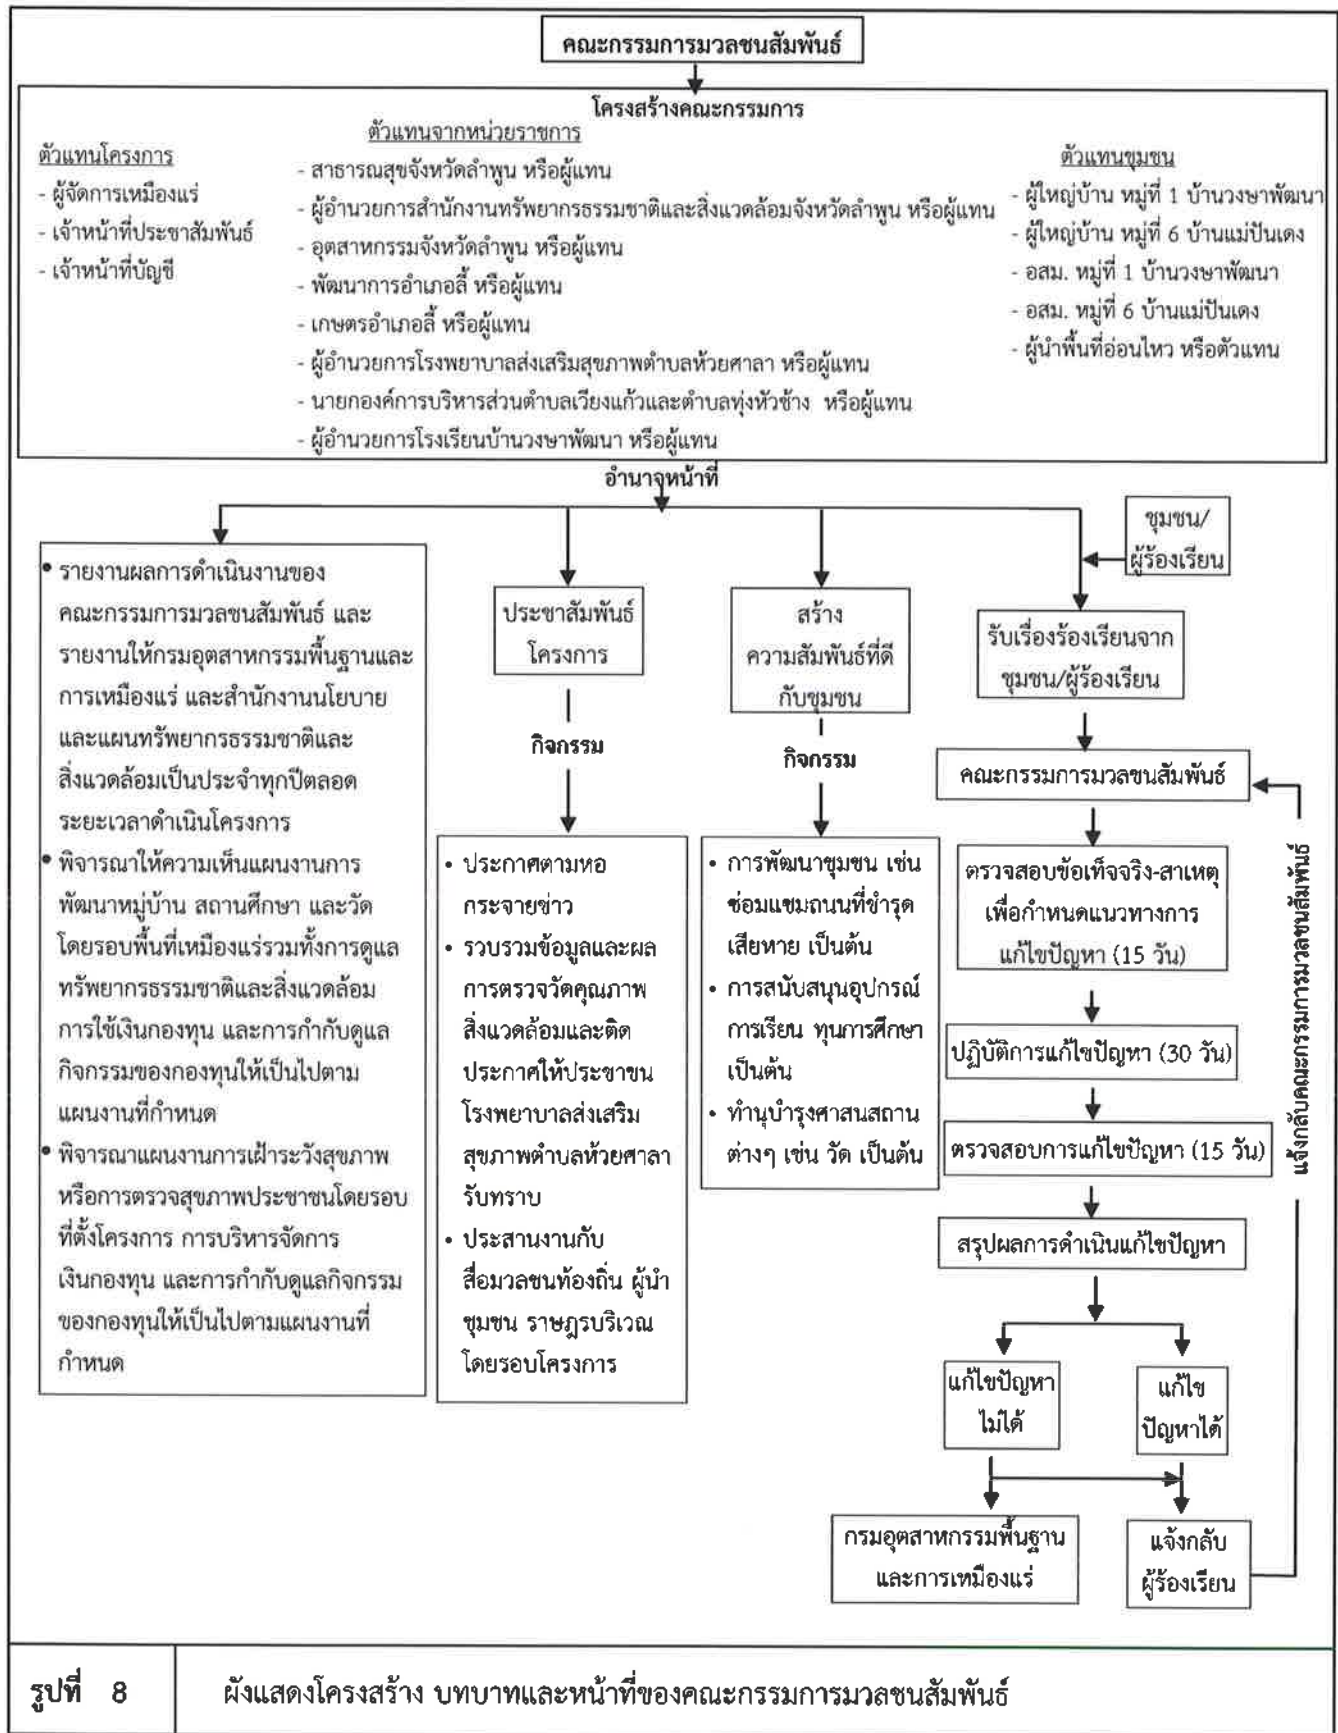 คณะกรรมการมวลชนสัมพันธ์
โครงสร้างคณะกรรมการ
ตัวแทนโครงการ
- ผู้จัดการเหมืองแร่
- เจ้าหน้าที่ประชาสัมพันธ์
- เจ้าหน้าที่บัญชี
ตัวแทนจากหน่วยราชการ
- สาธารณสุขจังหวัดลำพูน หรือผู้แทน
- ผู้อำนวยการสำนักงานทรัพยากรธรรมชาติและสิ่งแวดล้อมจังหวัดลำพูน หรือผู้แทน
- อุตสาหกรรมจังหวัดลำพูน หรือผู้แทน
- พัฒนาการอำเภอลี้ หรือผู้แทน
- เกษตรอำเภอลี้ หรือผู้แทน
- ผู้อำนวยการโรงพยาบาลส่งเสริมสุขภาพตำบลห้วยศาลา หรือผู้แทน
- นายกองค์การบริหารส่วนตำบลเวียงแก้วและตำบลทุ่งหัวช้าง หรือผู้แทน
- ผู้อำนวยการโรงเรียนบ้านวงษาพัฒนา หรือผู้แทน
ตัวแทนชุมชน
- ผู้ใหญ่บ้าน หมู่ที่ 1 บ้านวงษาพัฒนา
- ผู้ใหญ่บ้าน หมู่ที่ 6 บ้านแม่ปันเดง
- อสม. หมู่ที่ 1 บ้านวงษาพัฒนา
- อสม. หมู่ที่ 6 บ้านแม่ปันเดง
- ผู้นำพื้นที่อ่อนไหว หรือตัวแทน
อำนาจหน้าที่
• รายงานผลการดำเนินงานของ
คณะกรรมการมวลชนสัมพันธ์ และ
รายงานให้กรมอุตสาหกรรมพื้นฐานและ
การเหมืองแร่ และสำนักงานนโยบาย
และแผนทรัพยากรธรรมชาติและ
สิ่งแวดล้อมเป็นประจำทุกปีตลอด
ระยะเวลาดำเนินโครงการ
• พิจารณาให้ความเห็นแผนงานการ
พัฒนาหมู่บ้าน สถานศึกษา และวัด
โดยรอบพื้นที่เหมืองแร่รวมทั้งการดูแล
ทรัพยากรธรรมชาติและสิ่งแวดล้อม
การใช้เงินกองทุน และการกำกับดูแล
กิจกรรมของกองทุนให้เป็นไปตาม
แผนงานที่กำหนด
• พิจารณาแผนงานการเฝ้าระวังสุขภาพ
หรือการตรวจสุขภาพประชาชนโดยรอบ
ที่ตั้งโครงการ การบริหารจัดการ
เงินกองทุน และการกำกับดูแลกิจกรรม
ของกองทุนให้เป็นไปตามแผนงานที่
กำหนด
ประชาสัมพันธ์
โครงการ
กิจกรรม
• ประกาศตามหอ
กระจายข่าว
• รวบรวมข้อมูลและผล
การตรวจวัดคุณภาพ
สิ่งแวดล้อมและติด
ประกาศให้ประชาชน
โรงพยาบาลส่งเสริม
สุขภาพตำบลห้วยศาลา
รับทราบ
• ประสานงานกับ
สื่อมวลชนท้องถิ่น ผู้นำ
ชุมชน ราษฎรบริเวณ
โดยรอบโครงการ
สร้าง
ความสัมพันธ์ที่ดี
กับชุมชน
กิจกรรม
• การพัฒนาชุมชน เช่น
ซ่อมแซมถนนที่ชำรุด
เสียหาย เป็นต้น
• การสนับสนุนอุปกรณ์
การเรียน ทุนการศึกษา
เป็นต้น
• ทำนุบำรุงศาสนสถาน
ต่างๆ เช่น วัด เป็นต้น
ชุมชน/
ผู้ร้องเรียน
รับเรื่องร้องเรียนจาก
ชุมชน/ผู้ร้องเรียน
คณะกรรมการมวลชนสัมพันธ์
ตรวจสอบข้อเท็จจริง-สาเหตุ
เพื่อกำหนดแนวทางการ
แก้ไขปัญหา (15 วัน)
ปฏิบัติการแก้ไขปัญหา (30 วัน)
ตรวจสอบการแก้ไขปัญหา (15 วัน)
สรุปผลการดำเนินแก้ไขปัญหา
แก้ไขปัญหา
ไม่ได้
แก้ไข
ปัญหาได้
กรมอุตสาหกรรมพื้นฐาน
และการเหมืองแร่
แจ้งกลับ
ผู้ร้องเรียน
แจ้งกลับคณะกรรมการมวลชนสัมพันธ์
รูปที่ 8
ผังแสดงโครงสร้าง บทบาทและหน้าที่ของคณะกรรมการมวลชนสัมพันธ์